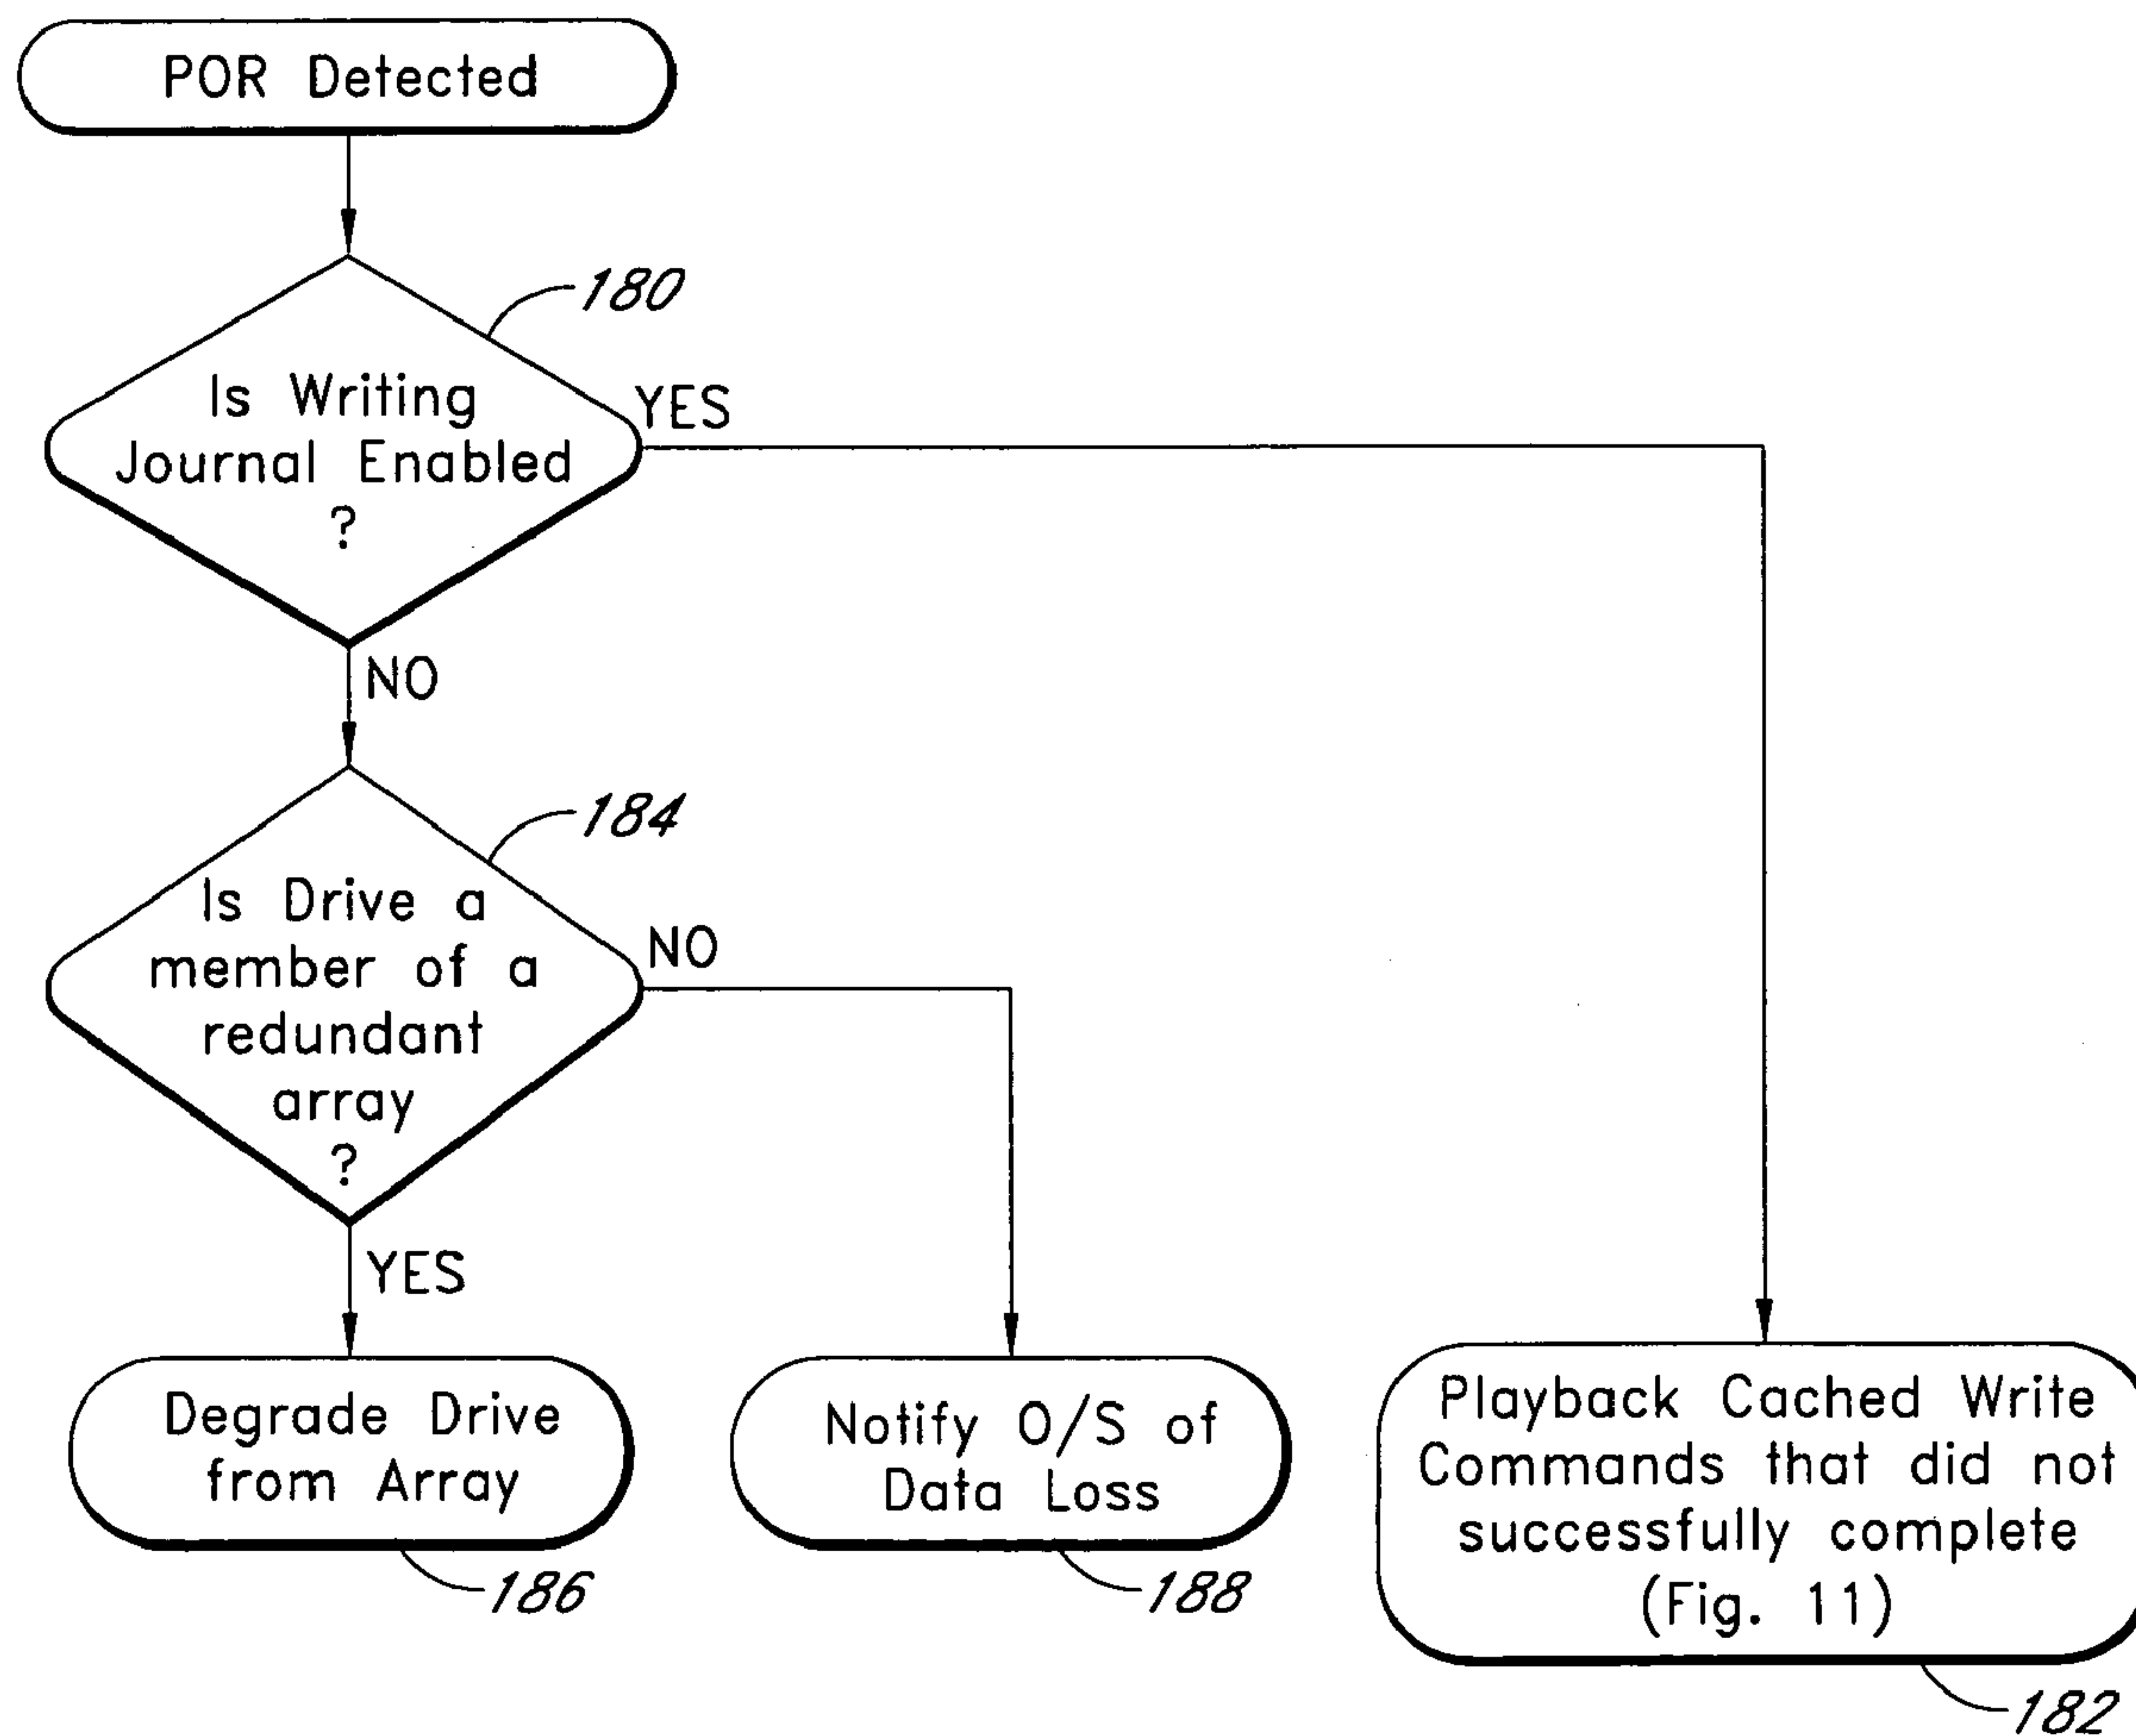 POR Detected
180
Is Writing
Journal Enabled
?
YES
NO
184
Is Drive a
member of a
redundant
array
?
NO
YES
Degrade Drive
from Array
186
Notify O/S of
Data Loss
188
Playback Cached Write
Commands that did not
successfully complete
(Fig. 11)
182